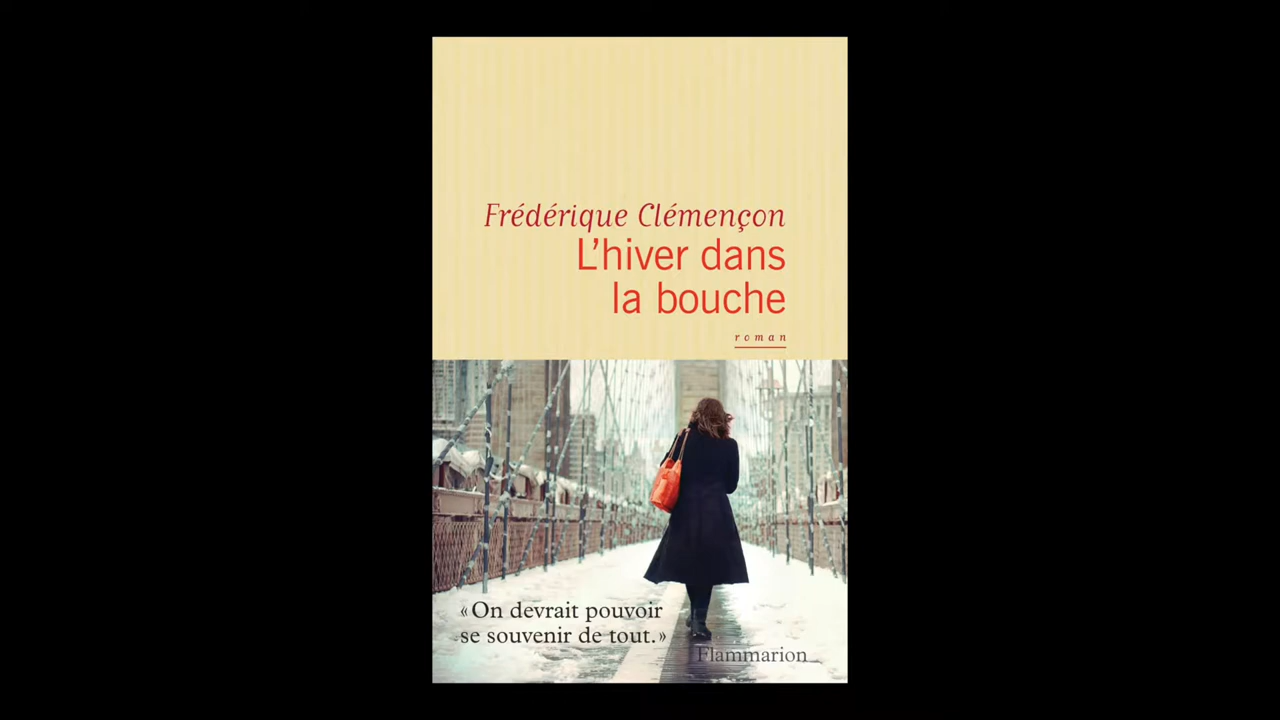 Frédérique Clémençon
L’hiver dans
la bouche
roman
«On devrait pouvoir
se souvenir de tout.»
Flammarion